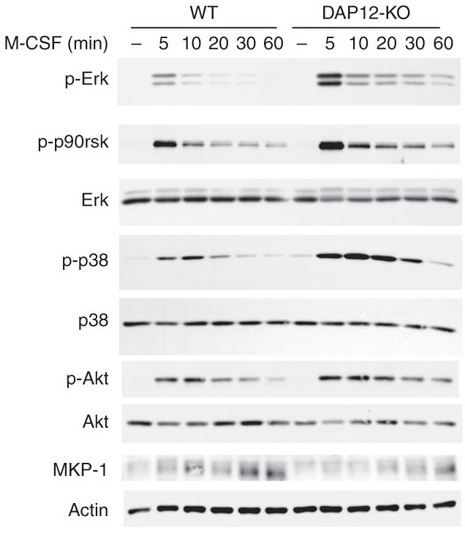 WT DAP12-KO
M-CSF (min) – 5 10 20 30 60 – 5 10 20 30 60
p-Erk
p-p90rsk
Erk
p-p38
p38
p-Akt
Akt
MKP-1
Actin